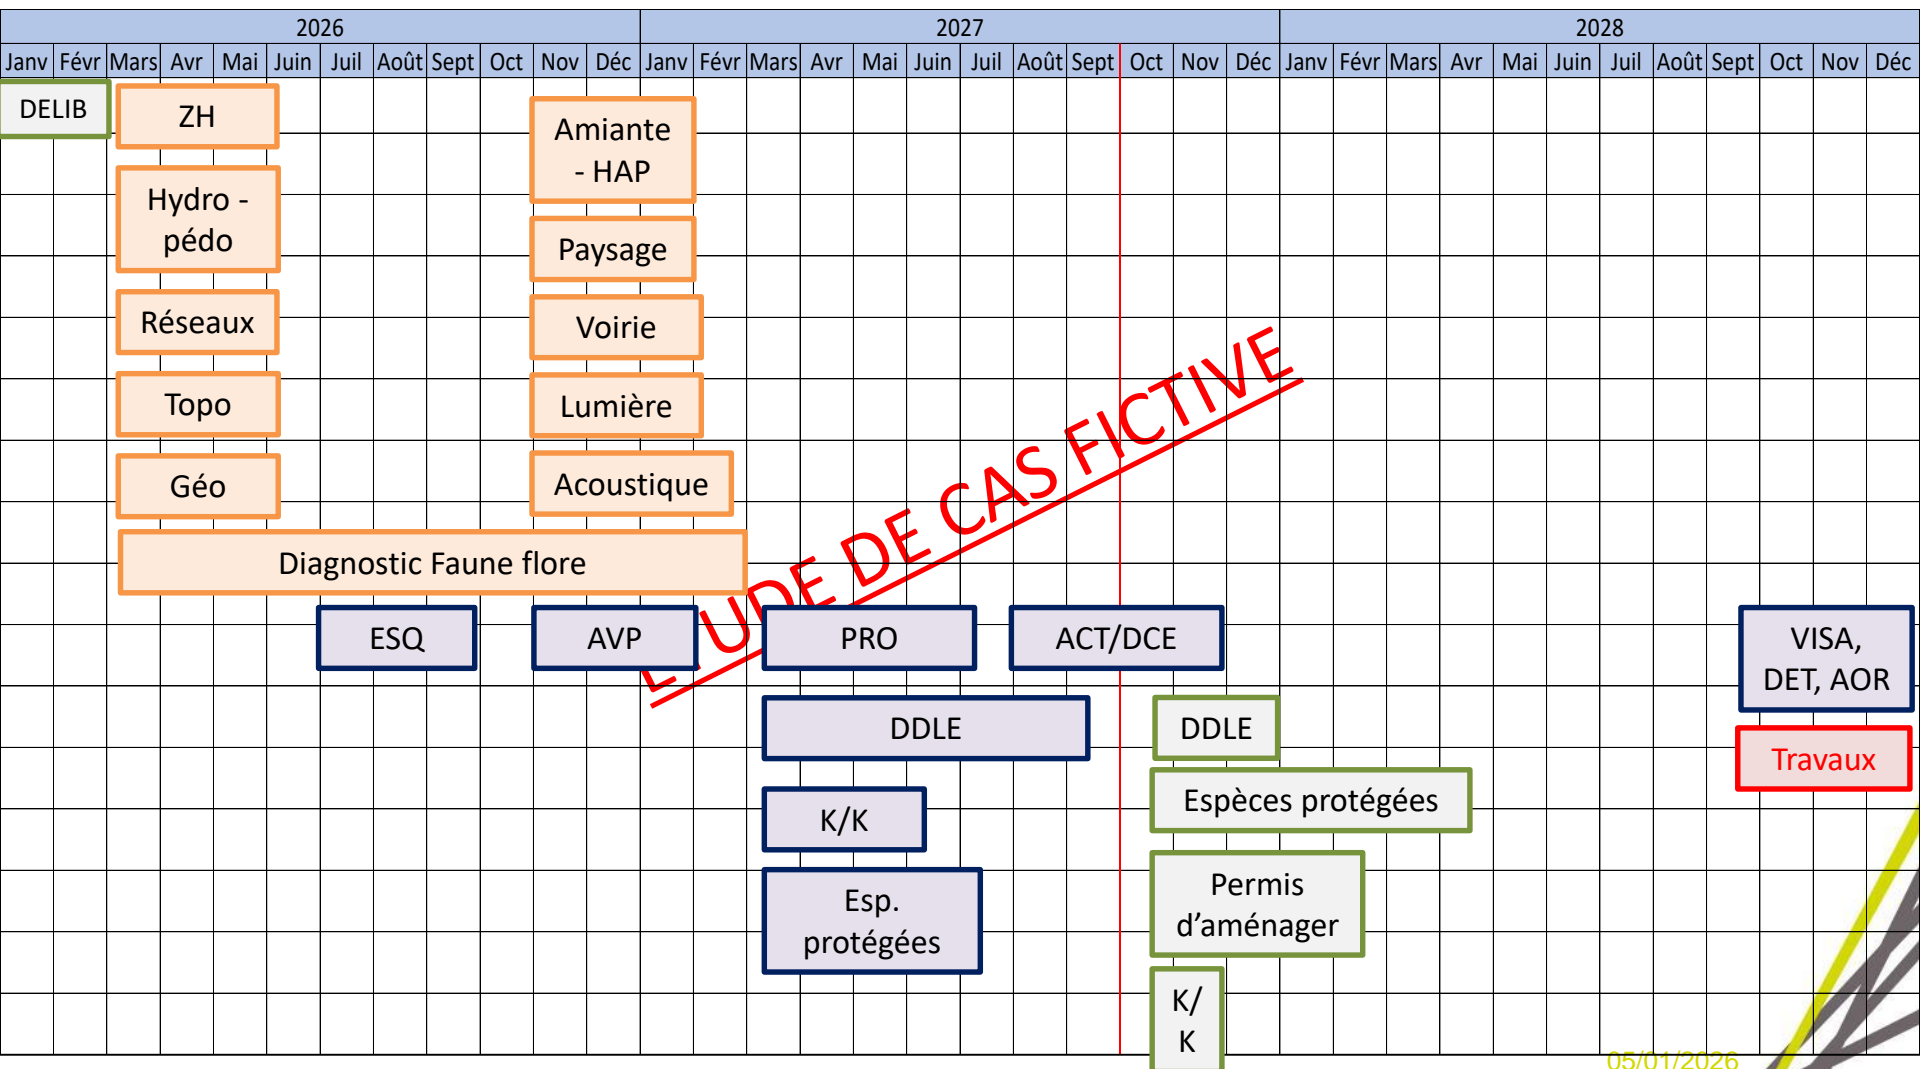 2026 2027 2028
Janv Févr Mars Avr Mai Juin Juil Août Sept Oct Nov Déc Janv Févr Mars Avr Mai Juin Juil Août Sept Oct Nov Déc Janv Févr Mars Avr Mai Juin Juil Août Sept Oct Nov Déc
DELIB
ZH
Hydro -
pédo
Réseaux
Topo
Géo
Amiante
- HAP
Paysage
Voirie
Lumière
Acoustique
Diagnostic Faune flore
ETUDE DE CAS FICTIVE
ESQ
AVP
PRO
ACT/DCE
VISA,
DET, AOR
DDLE
DDLE
Travaux
Espèces protégées
K/K
Esp.
protégées
Permis
d’aménager
K/
K
05/01/2026